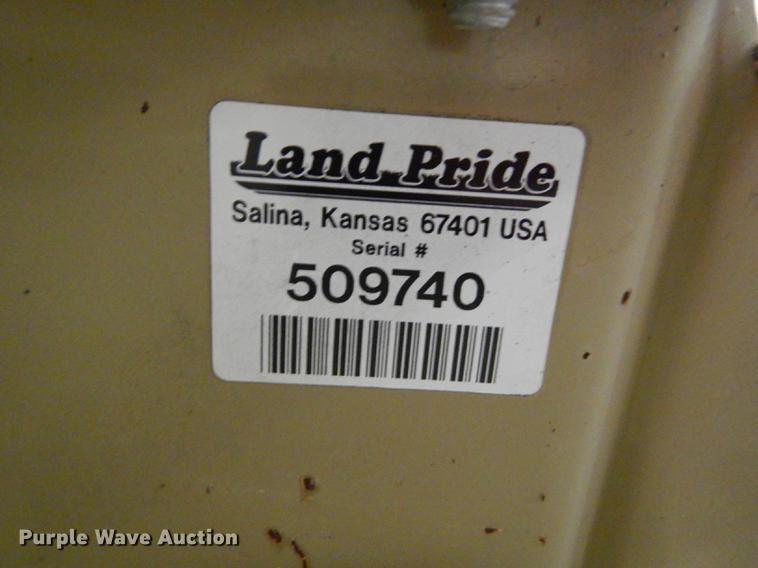 Land Pride
Salina, Kansas 67401 USA
Serial #
509740
Purple Wave Auction